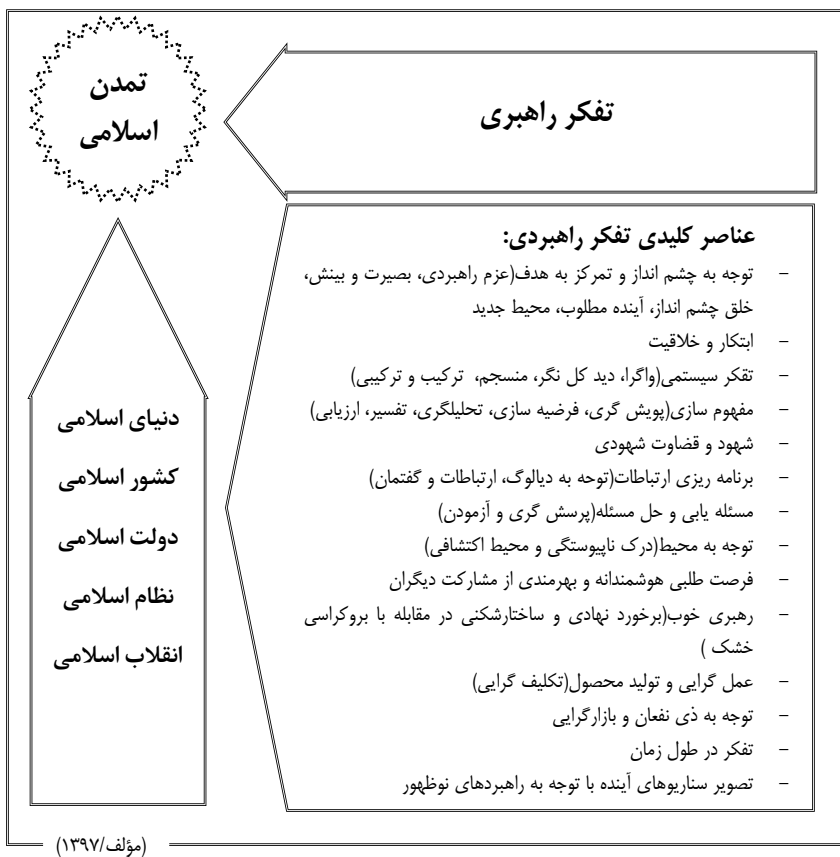 تمدن
اسلامی
تفکر راهبری
عناصر کلیدی تفکر راهبردی:
- توجه به چشم انداز و تمرکز به هدف(عزم راهبردی، بصیرت و بینش،
خلق چشم انداز، آینده مطلوب، محیط جدید
- ابتکار و خلاقیت
- تقکر سیستمی(واگرا، دید کل نگر، منسجم، ترکیب و ترکیبی)
- مفهوم سازی(پویش گری، فرضیه سازی، تحلیلگری، تفسیر، ارزیابی)
- شهود و قضاوت شهودی
- برنامه ریزی ارتباطات(توحه به دیالوگ، ارتباطات و گفتمان)
- مسئله یابی و حل مسئله(پرسش گری و آزمودن)
- توجه به محیط(درک ناپیوستگی و محیط اکتشافی)
- فرصت طلبی هوشمندانه و بهرمندی از مشارکت دیگران
- رهبری خوب(برخورد نهادی و ساختارشکنی در مقابله با بروکراسی
خشک )
- عمل گرایی و تولید محصول(تکلیف گرایی)
- توجه به ذی نفعان و بازارگرایی
- تفکر در طول زمان
- تصویر سناریوهای آینده با توجه به راهبردهای نوظهور
دنیای اسلامی
کشور اسلامی
دولت اسلامی
نظام اسلامی
انقلاب اسلامی
(مؤلف/۱۳۹۷)